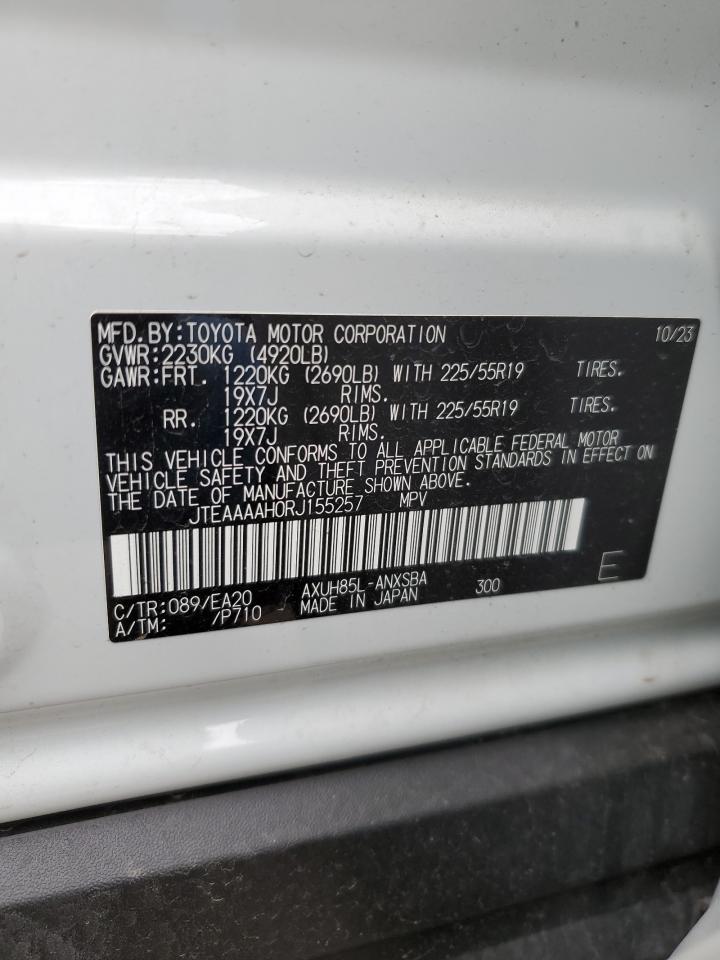 MFD.BY:TOYOTA MOTOR CORPORATION 10/23
GVWR:2230KG (4920LB)
GAWR:FRT. 1220KG (2690LB) WITH 225/55R19 TIRES.
19X7J RIMS.
RR. 1220KG (2690LB) WITH 225/55R19 TIRES.
19X7J RIMS.
THIS VEHICLE CONFORMS TO ALL APPLICABLE FEDERAL MOTOR
VEHICLE SAFETY AND THEFT PREVENTION STANDARDS IN EFFECT ON
THE DATE OF MANUFACTURE SHOWN ABOVE.
JTEAAAAH0RJ155257 MPV
C/TR:089/EA20 AXUH85L-ANXSBA 300 E
A/TM: /P710 MADE IN JAPAN